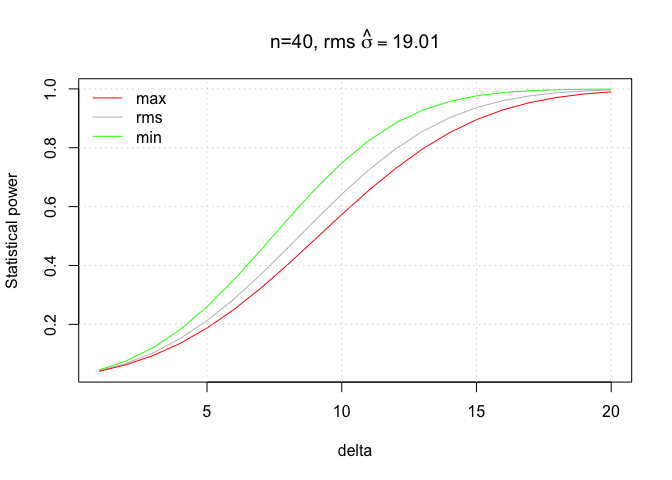 n=40, rms σ̂ = 19.01
max
rms
min
Statistical power
1.0
0.8
0.6
0.4
0.2
5 10 15 20
delta